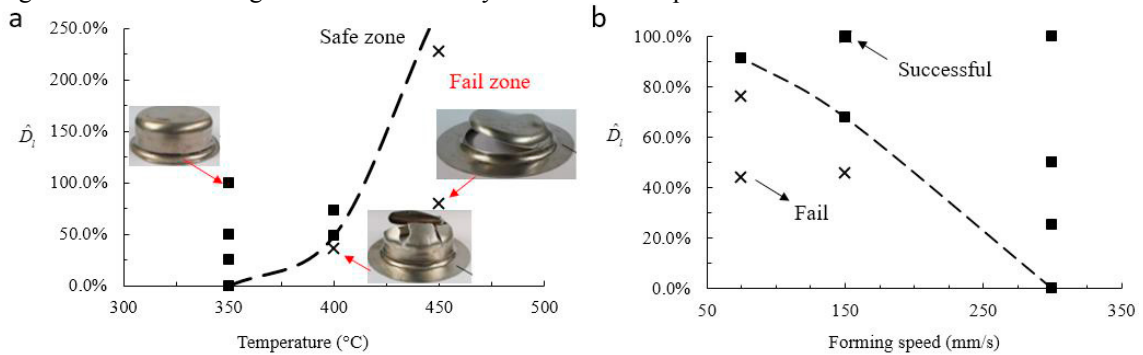 a
b
250.0%
200.0%
150.0%
100.0%
50.0%
0.0%
300
350
400
450
500
Temperature (°C)
D̂ₗ
Safe zone
Fail zone
100.0%
80.0%
60.0%
40.0%
20.0%
0.0%
50
150
250
350
Forming speed (mm/s)
D̂ₗ
Successful
Fail